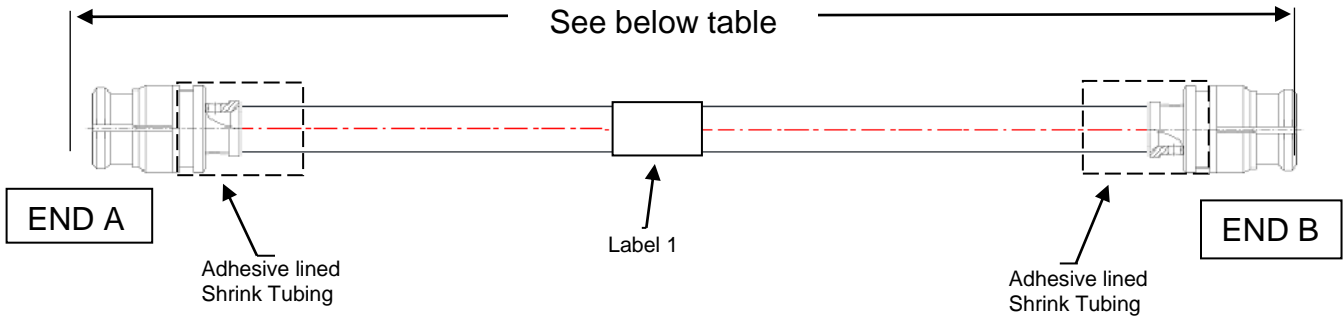 See below table
END A
END B
Label 1
Adhesive lined
Shrink Tubing
Adhesive lined
Shrink Tubing